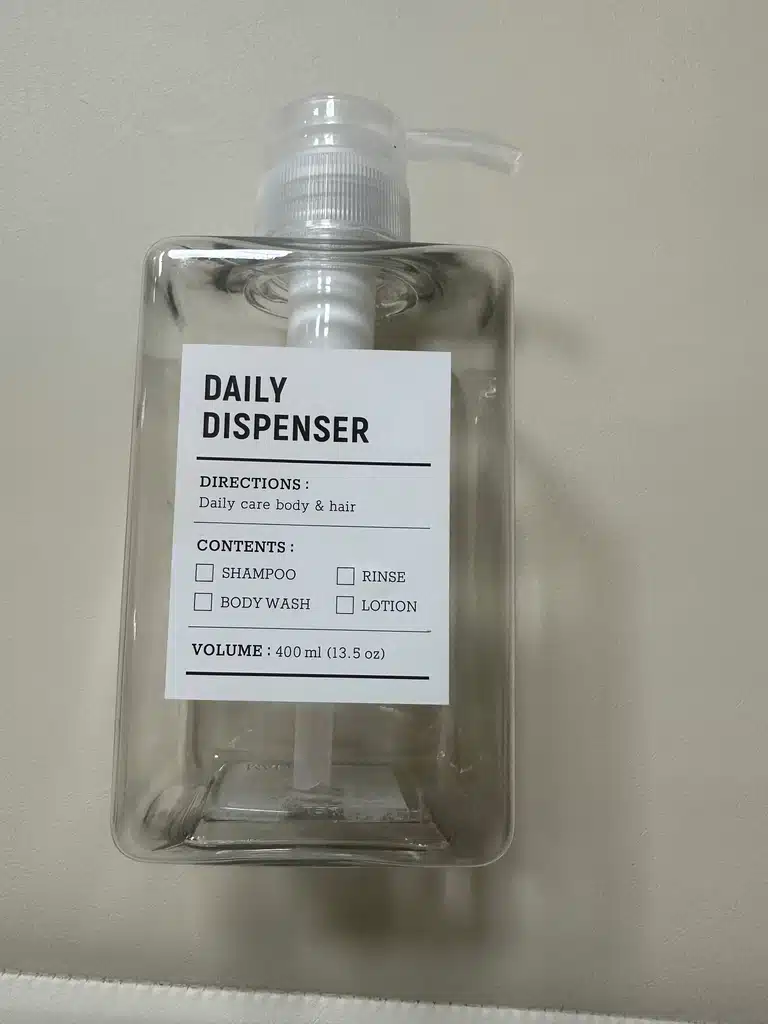 DAILY
DISPENSER
DIRECTIONS :
Daily care body & hair
CONTENTS :
SHAMPOO RINSE
BODY WASH LOTION
VOLUME : 400 ml (13.5 oz)